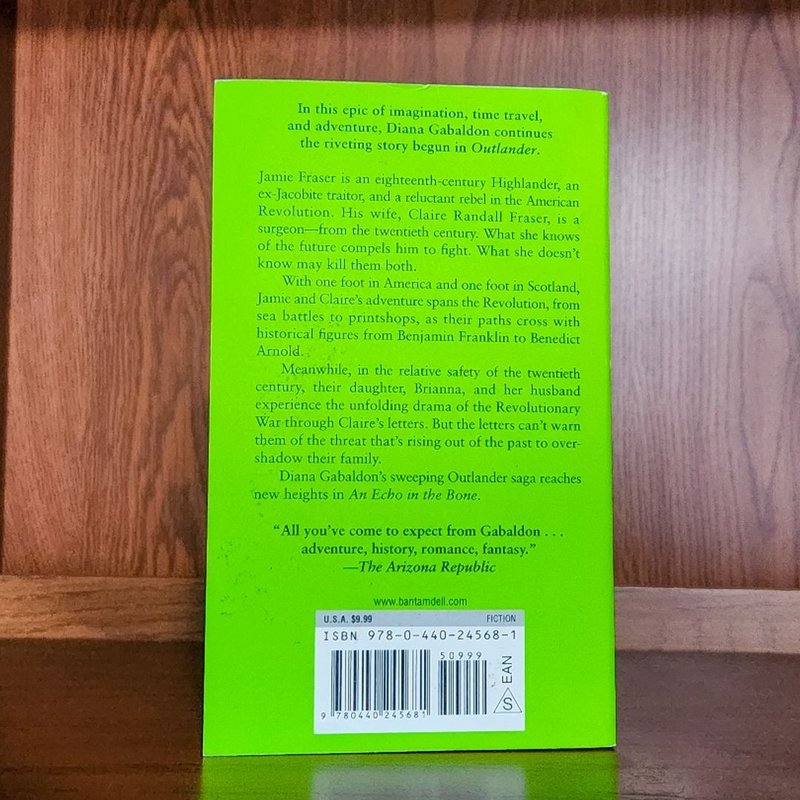 In this epic of imagination, time travel,
and adventure, Diana Gabaldon continues
the riveting story begun in Outlander.
Jamie Fraser is an eighteenth-century Highlander, an
ex-Jacobite traitor, and a reluctant rebel in the American
Revolution. His wife, Claire Randall Fraser, is a
surgeon—from the twentieth century. What she knows
of the future compels him to fight. What she doesn't
know may kill them both.
With one foot in America and one foot in Scotland,
Jamie and Claire's adventure spans the Revolution, from
sea battles to printshops, as their paths cross with
historical figures from Benjamin Franklin to Benedict
Arnold.
Meanwhile, in the relative safety of the twentieth
century, their daughter, Brianna, and her husband
experience the unfolding drama of the Revolutionary
War through Claire's letters. But the letters can't warn
them of the threat that's rising out of the past to over-
shadow their family.
Diana Gabaldon's sweeping Outlander saga reaches
new heights in An Echo in the Bone.
"All you've come to expect from Gabaldon . . .
adventure, history, romance, fantasy."
—The Arizona Republic
www.bantamdell.com
U.S.A. $9.99 FICTION
ISBN 978-0-440-24568-1
50999
EAN
S
9 780440 245681